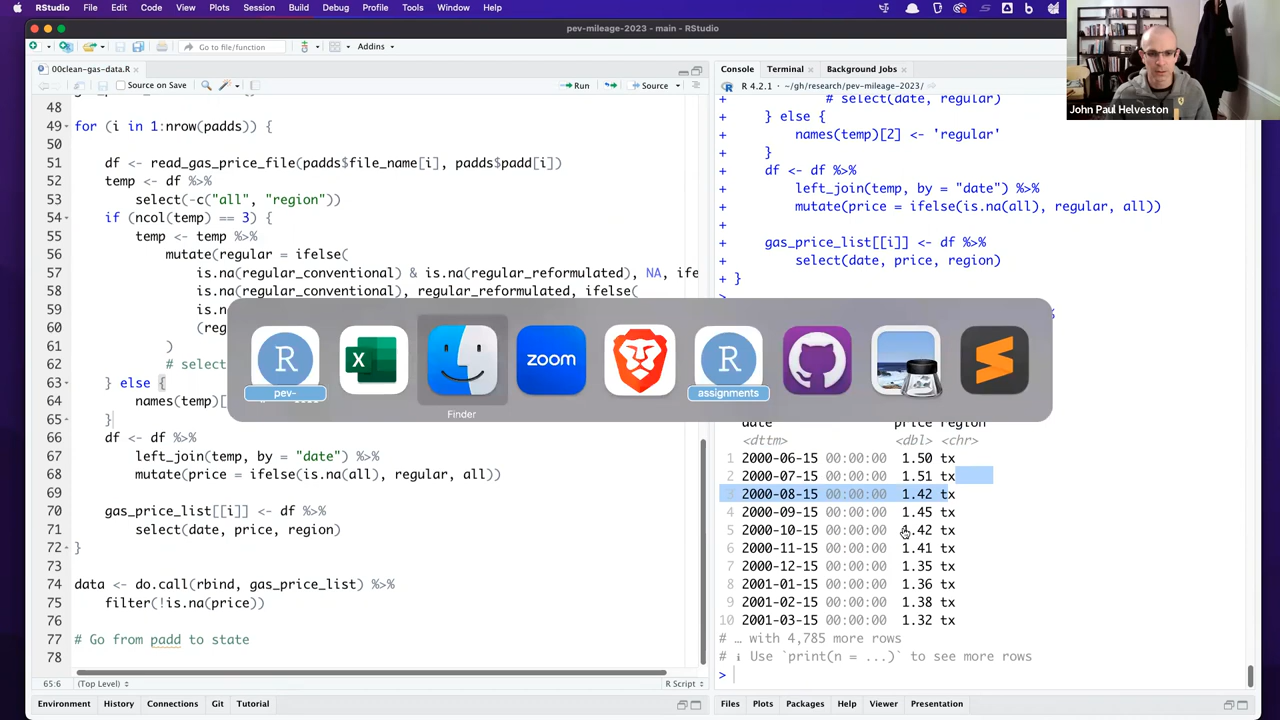 RStudio File Edit Code View Plots Session Build Debug Profile Tools Window Help
pev-mileage-2023 - main - RStudio
Go to file/function
Addins
00clean-gas-data.R
Source on Save
Run
Source
48
49 for (i in 1:nrow(padds)) {
50
51 df <- read_gas_price_file(padds$file_name[i], padds$padd[i])
52 temp <- df %>%
53 select(-c("all", "region"))
54 if (ncol(temp) == 3) {
55 temp <- temp %>%
56 mutate(regular = ifelse(
57 is.na(regular_conventional) & is.na(regular_reformulated), NA, ife
58 is.na(regular_conventional), regular_reformulated, ifelse(
59 is.n
60 (reg
61 )
62 # selec
63 } else {
64 names(temp)[
65 }
66 df <- df %>%
67 left_join(temp, by = "date") %>%
68 mutate(price = ifelse(is.na(all), regular, all))
69
70 gas_price_list[[i]] <- df %>%
71 select(date, price, region)
72 }
73
74 data <- do.call(rbind, gas_price_list) %>%
75 filter(!is.na(price))
76
77 # Go from padd to state
78
65:6 (Top Level) R Script
Environment History Connections Git Tutorial
Console Terminal Background Jobs
R 4.2.1 · ~/gh/research/pev-mileage-2023/
+ # select(date, regular)
+ } else {
+ names(temp)[2] <- 'regular'
+ }
+ df <- df %>%
+ left_join(temp, by = "date") %>%
+ mutate(price = ifelse(is.na(all), regular, all))
+
+ gas_price_list[[i]] <- df %>%
+ select(date, price, region)
+ }
>
date price region
<dttm> <dbl> <chr>
1 2000-06-15 00:00:00 1.50 tx
2 2000-07-15 00:00:00 1.51 tx
3 2000-08-15 00:00:00 1.42 tx
4 2000-09-15 00:00:00 1.45 tx
5 2000-10-15 00:00:00 1.42 tx
6 2000-11-15 00:00:00 1.41 tx
7 2000-12-15 00:00:00 1.35 tx
8 2001-01-15 00:00:00 1.36 tx
9 2001-02-15 00:00:00 1.38 tx
10 2001-03-15 00:00:00 1.32 tx
# … with 4,785 more rows
# ℹ Use `print(n = ...)` to see more rows
>
Files Plots Packages Help Viewer Presentation
pev-
Finder
zoom
assignments
John Paul Helveston